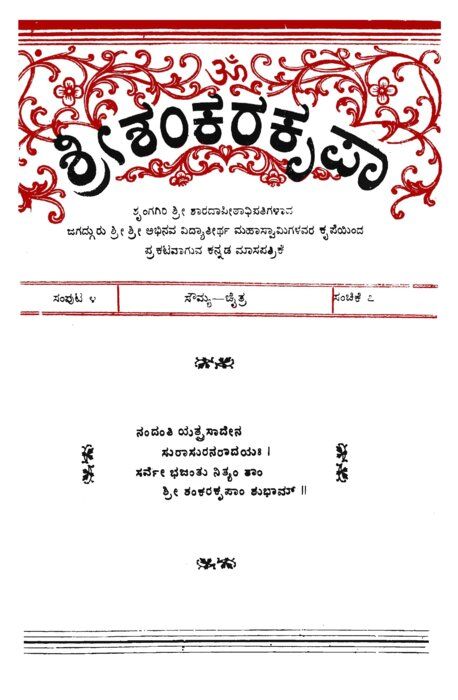 ॐ
ಶ್ರೀಶಂಕರಕೃಪಾ
ಶೃಂಗಗಿರಿ ಶ್ರೀ ಶಾರದಾಪೀಠಾಧಿಪತಿಗಳಾದ
ಜಗದ್ಗುರು ಶ್ರೀ ಶ್ರೀ ಅಭಿನವ ವಿದ್ಯಾತೀರ್ಥ ಮಹಾಸ್ವಾಮಿಗಳವರ ಕೃಪೆಯಿಂದ
ಪ್ರಕಟವಾಗುವ ಕನ್ನಡ ಮಾಸಪತ್ರಿಕೆ
ಸಂಪುಟ ೪ ಸೌಮ್ಯ—ಚೈತ್ರ ಸಂಚಿಕೆ ೭
ನಂದಂತಿ ಯತ್ಪ್ರಸಾದೇನ
ಸುರಾಸುರನರಾದಯಃ ।
ಸರ್ವೇ ಭಜಂತು ನಿತ್ಯಂ ತಾಂ
ಶ್ರೀ ಶಂಕರಕೃಪಾಂ ಶುಭಾಮ್ ॥